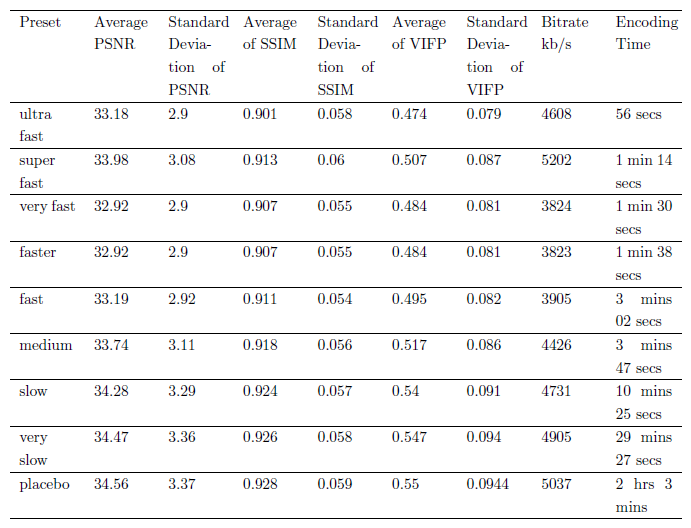 Preset Average Standard Average Standard Average Standard Bitrate Encoding
PSNR Devia- of SSIM Devia- of VIFP Devia- kb/s Time
tion of tion of tion of
PSNR SSIM VIFP
ultra 33.18 2.9 0.901 0.058 0.474 0.079 4608 56 secs
fast
super 33.98 3.08 0.913 0.06 0.507 0.087 5202 1 min 14
fast secs
very fast 32.92 2.9 0.907 0.055 0.484 0.081 3824 1 min 30
secs
faster 32.92 2.9 0.907 0.055 0.484 0.081 3823 1 min 38
secs
fast 33.19 2.92 0.911 0.054 0.495 0.082 3905 3 mins
02 secs
medium 33.74 3.11 0.918 0.056 0.517 0.086 4426 3 mins
47 secs
slow 34.28 3.29 0.924 0.057 0.54 0.091 4731 10 mins
25 secs
very 34.47 3.36 0.926 0.058 0.547 0.094 4905 29 mins
slow 27 secs
placebo 34.56 3.37 0.928 0.059 0.55 0.0944 5037 2 hrs 3
mins